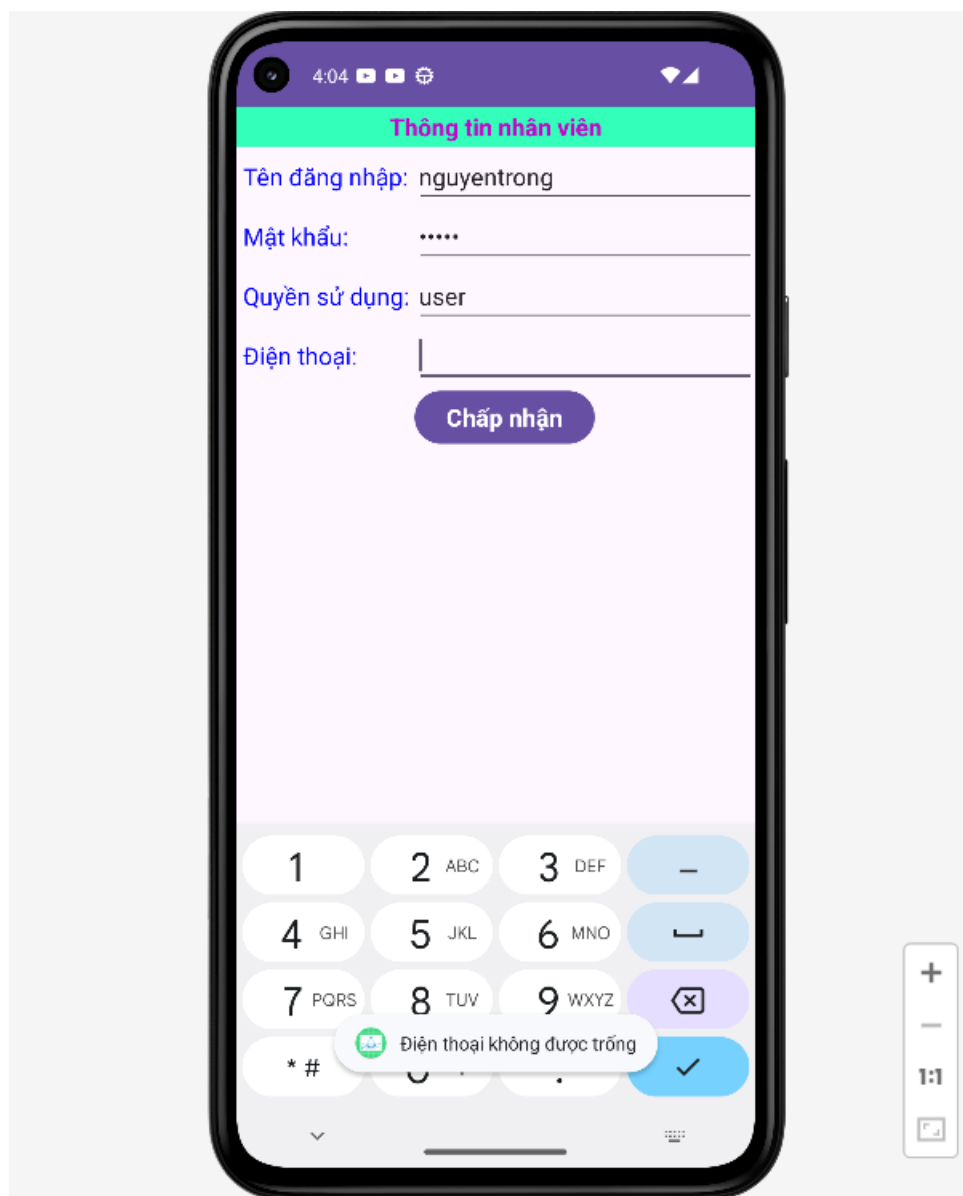 4:04
Thông tin nhân viên
Tên đăng nhập: nguyentrong
Mật khẩu: •••••
Quyền sử dụng: user
Điện thoại:
Chấp nhận
1 2 ABC 3 DEF _
4 GHI 5 JKL 6 MNO
7 PQRS 8 TUV 9 WXYZ
Điện thoại không được trống
* #
1:1